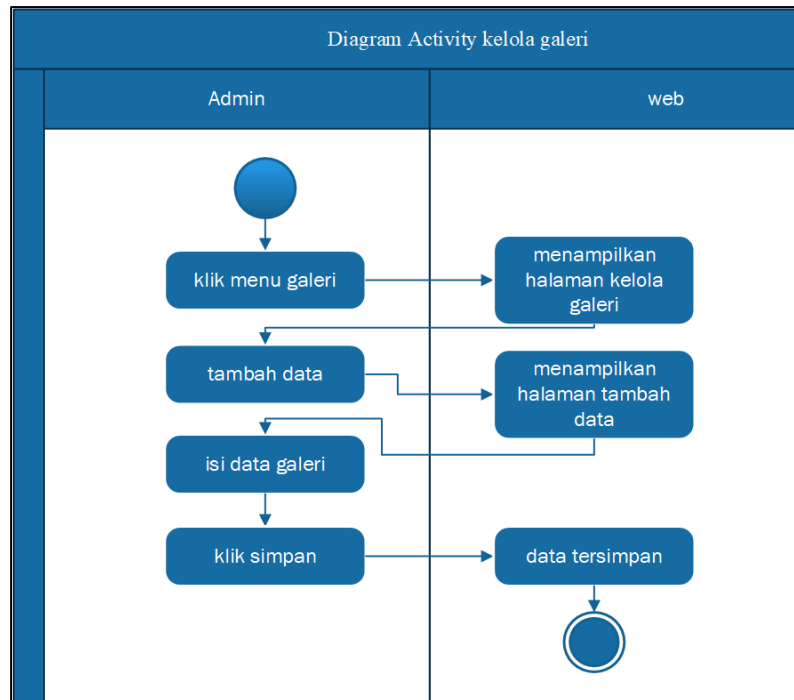 Diagram Activity kelola galeri
Admin
web
klik menu galeri
menampilkan
halaman kelola
galeri
tambah data
menampilkan
halaman tambah
data
isi data galeri
klik simpan
data tersimpan